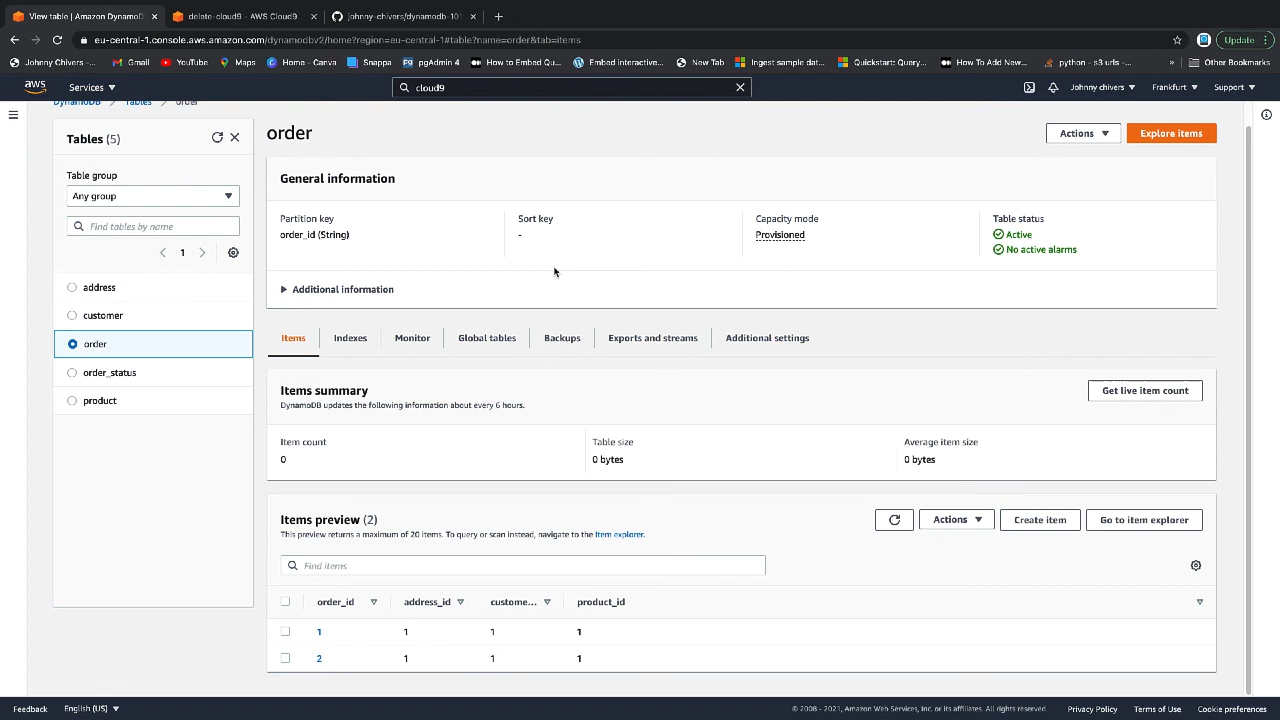 View table | Amazon DynamoD
delete-cloud9 - AWS Cloud9
johnny-chivers/dynamodb-101
eu-central-1.console.aws.amazon.com/dynamodbv2/home?region=eu-central-1#table?name=order&tab=items
Update
Johnny Chivers - O...
Gmail
YouTube
Maps
Google Analytics
Home - Canva
Snappa
pgAdmin 4
How to Embed Qu...
Embed interactive...
New Tab
Ingest sample dat...
Quickstart: Query...
How To Add New...
python - s3 urls - ...
Other Bookmarks
aws
Services
cloud9
Johnny chivers
Frankfurt
Support
DynamoDB
Tables
order
Tables (5)
Table group
Any group
Find tables by name
1
address
customer
order
order_status
product
order
Actions
Explore items
General information
Partition key
order_id (String)
Sort key
-
Capacity mode
Provisioned
Table status
Active
No active alarms
Additional information
Items
Indexes
Monitor
Global tables
Backups
Exports and streams
Additional settings
Items summary
DynamoDB updates the following information about every 6 hours.
Get live item count
Item count
0
Table size
0 bytes
Average item size
0 bytes
Items preview (2)
This preview returns a maximum of 20 items. To query or scan instead, navigate to the Item explorer.
Actions
Create item
Go to item explorer
Find items
order_id address_id custome... product_id
1 1 1 1
2 1 1 1
Feedback
English (US)
© 2008 - 2021, Amazon Web Services, Inc. or its affiliates. All rights reserved.
Privacy Policy
Terms of Use
Cookie preferences